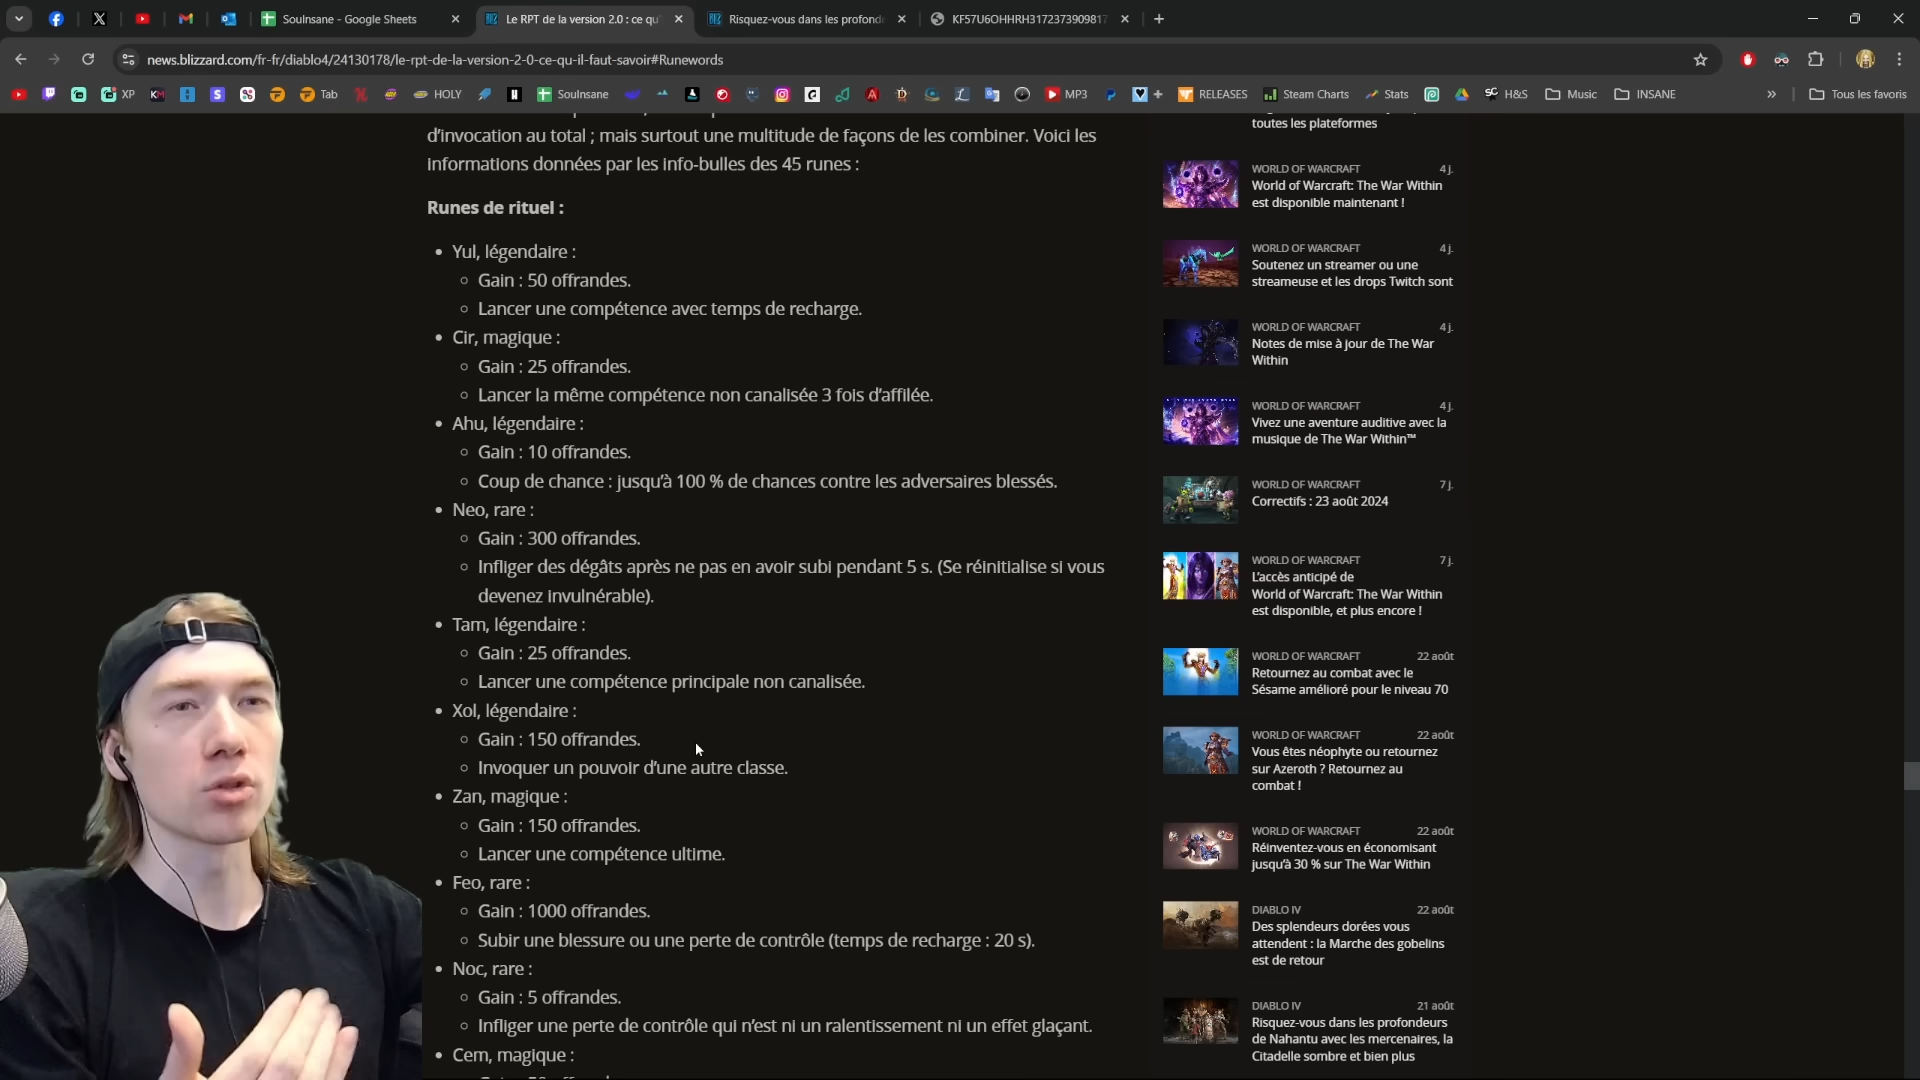 SoulInsane - Google Sheets
Le RPT de la version 2.0 : ce qu
Risquez-vous dans les profond
KF57U6OHHRH3172373909817
news.blizzard.com/fr-fr/diablo4/24130178/le-rpt-de-la-version-2-0-ce-qu-il-faut-savoir#Runewords
XP
Tab
HOLY
SoulInsane
MP3
RELEASES
Steam Charts
Stats
H&S
Music
INSANE
Tous les favoris
d'invocation au total ; mais surtout une multitude de façons de les combiner. Voici les
informations données par les info-bulles des 45 runes :
Runes de rituel :
Yul, légendaire :
Gain : 50 offrandes.
Lancer une compétence avec temps de recharge.
Cir, magique :
Gain : 25 offrandes.
Lancer la même compétence non canalisée 3 fois d'affilée.
Ahu, légendaire :
Gain : 10 offrandes.
Coup de chance : jusqu'à 100 % de chances contre les adversaires blessés.
Neo, rare :
Gain : 300 offrandes.
Infliger des dégâts après ne pas en avoir subi pendant 5 s. (Se réinitialise si vous
devenez invulnérable).
Tam, légendaire :
Gain : 25 offrandes.
Lancer une compétence principale non canalisée.
Xol, légendaire :
Gain : 150 offrandes.
Invoquer un pouvoir d'une autre classe.
Zan, magique :
Gain : 150 offrandes.
Lancer une compétence ultime.
Feo, rare :
Gain : 1000 offrandes.
Subir une blessure ou une perte de contrôle (temps de recharge : 20 s).
Noc, rare :
Gain : 5 offrandes.
Infliger une perte de contrôle qui n'est ni un ralentissement ni un effet glaçant.
Cem, magique :
toutes les plateformes
WORLD OF WARCRAFT 4 j.
World of Warcraft: The War Within
est disponible maintenant !
WORLD OF WARCRAFT 4 j.
Soutenez un streamer ou une
streameuse et les drops Twitch sont
WORLD OF WARCRAFT 4 j.
Notes de mise à jour de The War
Within
WORLD OF WARCRAFT 4 j.
Vivez une aventure auditive avec la
musique de The War Within™
WORLD OF WARCRAFT 7 j.
Correctifs : 23 août 2024
WORLD OF WARCRAFT 7 j.
L'accès anticipé de
World of Warcraft: The War Within
est disponible, et plus encore !
WORLD OF WARCRAFT 22 août
Retournez au combat avec le
Sésame amélioré pour le niveau 70
WORLD OF WARCRAFT 22 août
Vous êtes néophyte ou retournez
sur Azeroth ? Retournez au
combat !
WORLD OF WARCRAFT 22 août
Réinventez-vous en économisant
jusqu'à 30 % sur The War Within
DIABLO IV 22 août
Des splendeurs dorées vous
attendent : la Marche des gobelins
est de retour
DIABLO IV 21 août
Risquez-vous dans les profondeurs
de Nahantu avec les mercenaires, la
Citadelle sombre et bien plus